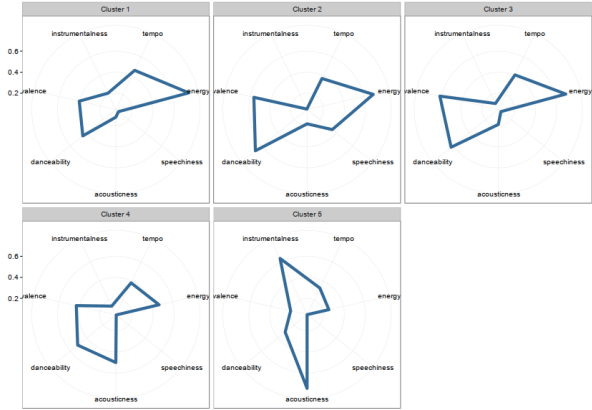 Cluster 1
Cluster 2
Cluster 3
instrumentalness tempo
instrumentalness tempo
instrumentalness tempo
0.6
0.4
0.2
valence energy
valence energy
valence energy
danceability speechiness
danceability speechiness
danceability speechiness
acousticness
acousticness
acousticness
Cluster 4
Cluster 5
instrumentalness tempo
instrumentalness tempo
0.6
0.4
0.2
valence energy
valence energy
danceability speechiness
danceability speechiness
acousticness
acousticness